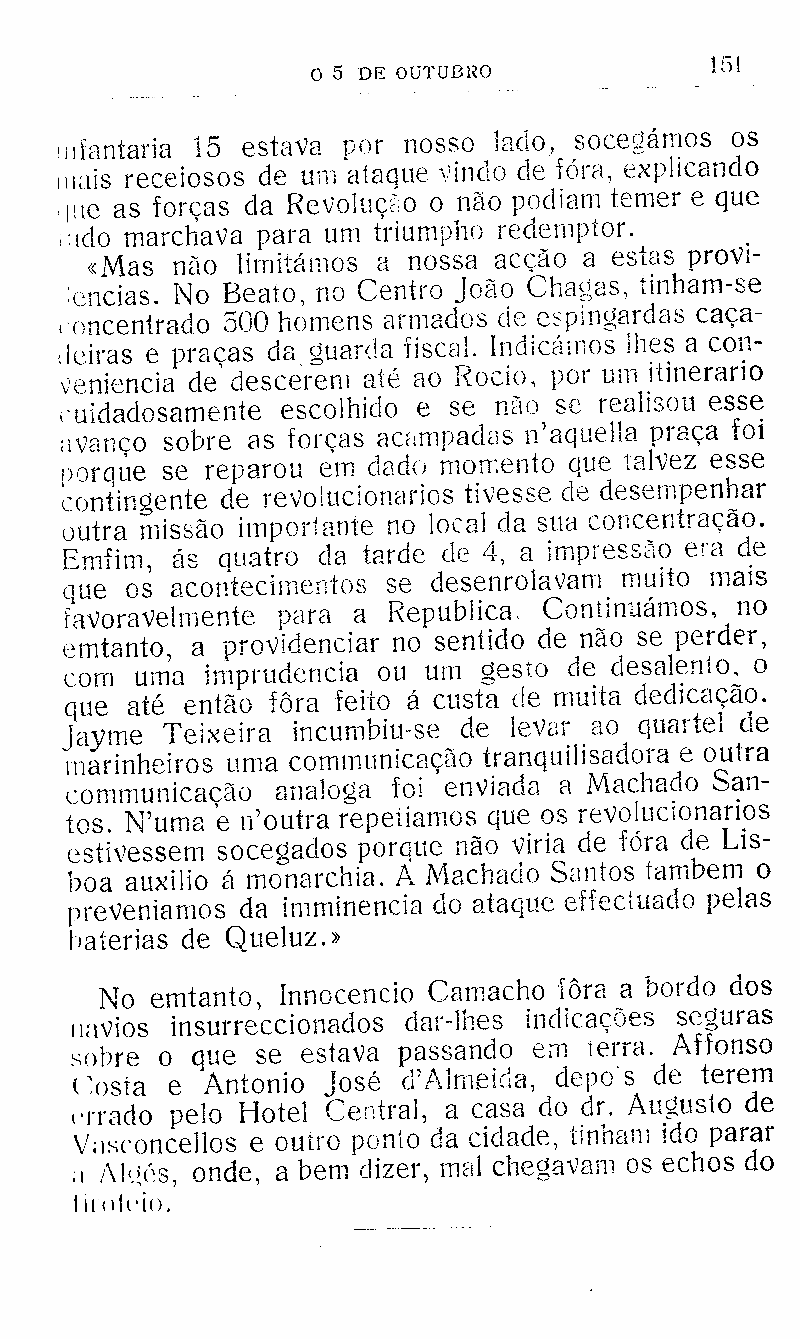 O 5 DE OUTUBRO 151
infantaria 15 estava por nosso lado, socegámos os
mais receiosos de um ataque vindo de fóra, explicando
que as forças da Revolução o não podiam temer e que
tudo marchava para um triumpho redemptor.
«Mas não limitámos a nossa acção a estas provi-
dencias. No Beato, no Centro João Chagas, tinham-se
concentrado 300 homens armados de espingardas caça-
deiras e praças da guarda fiscal. Indicámos lhes a con-
veniencia de descerem até ao Rocio, por um itinerario
cuidadosamente escolhido e se não se realisou esse
avanço sobre as forças acampadas n'aquella praça foi
porque se reparou em dado momento que talvez esse
contingente de revolucionarios tivesse de desempenhar
outra missão importante no local da sua concentração.
Emfim, ás quatro da tarde de 4, a impressão era de
que os acontecimentos se desenrolavam muito mais
favoravelmente para a Republica. Continuámos, no
emtanto, a providenciar no sentido de não se perder,
com uma imprudencia ou um gesto de desalento, o
que até então fôra feito á custa de muita dedicação.
Jayme Teixeira incumbiu-se de levar ao quartel de
marinheiros uma communicação tranquilisadora e outra
communicação analoga foi enviada a Machado San-
tos. N'uma e n'outra repetiamos que os revolucionarios
estivessem socegados porque não viria de fóra de Lis-
boa auxilio á monarchia. A Machado Santos tambem o
preveniamos da imminencia do ataque effectuado pelas
baterias de Queluz.»
No emtanto, Innocencio Camacho fôra a bordo dos
navios insurreccionados dar-lhes indicações seguras
sobre o que se estava passando em terra. Affonso
Costa e Antonio José d'Almeida, depois de terem
errado pelo Hotel Central, a casa do dr. Augusto de
Vasconcellos e outro ponto da cidade, tinham ido parar
a Algés, onde, a bem dizer, mal chegavam os echos do
tiroteio.